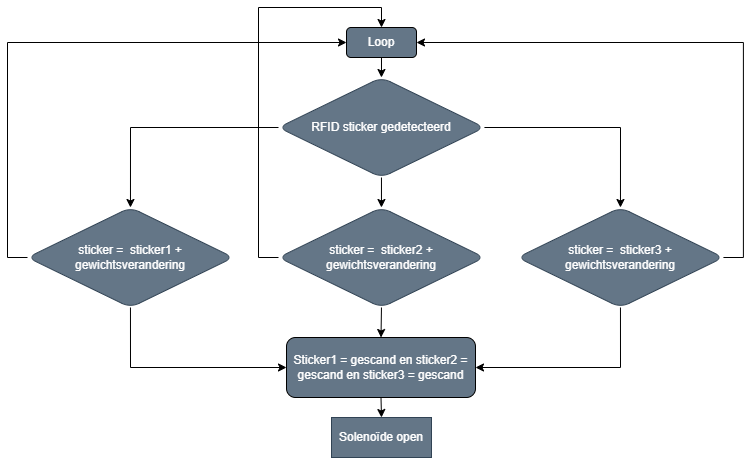 Loop
RFID sticker gedetecteerd
sticker = sticker1 +
gewichtsverandering
sticker = sticker2 +
gewichtsverandering
sticker = sticker3 +
gewichtsverandering
Sticker1 = gescand en sticker2 =
gescand en sticker3 = gescand
Solenoïde open